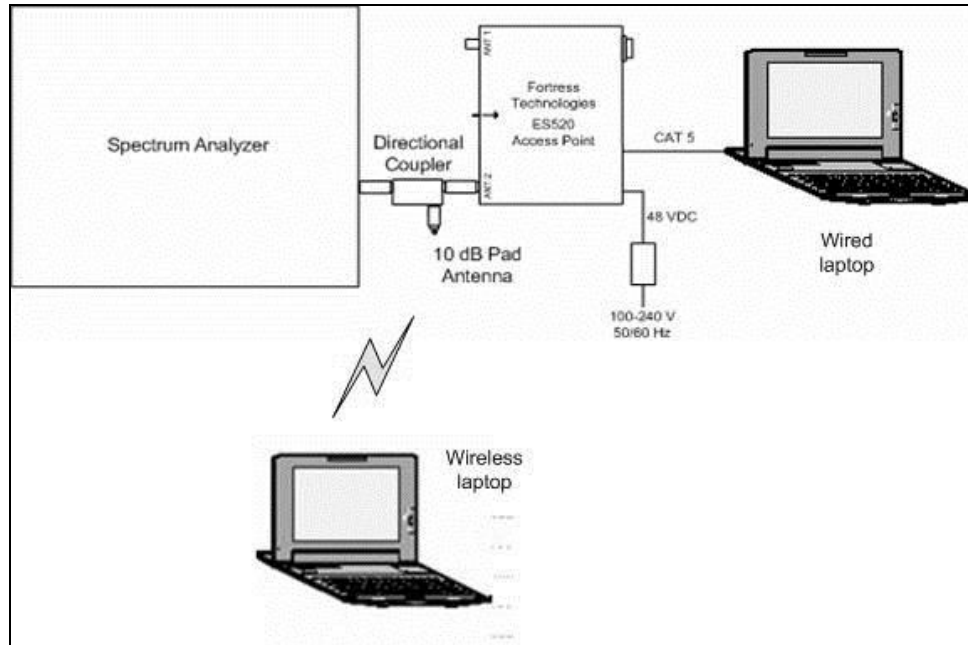 Spectrum Analyzer
Directional
Coupler
10 dB Pad
Antenna
ANT 1
ANT 2
Fortress
Technologies
ES520
Access Point
CAT 5
48 VDC
100-240 V
50/60 Hz
Wired
laptop
Wireless
laptop